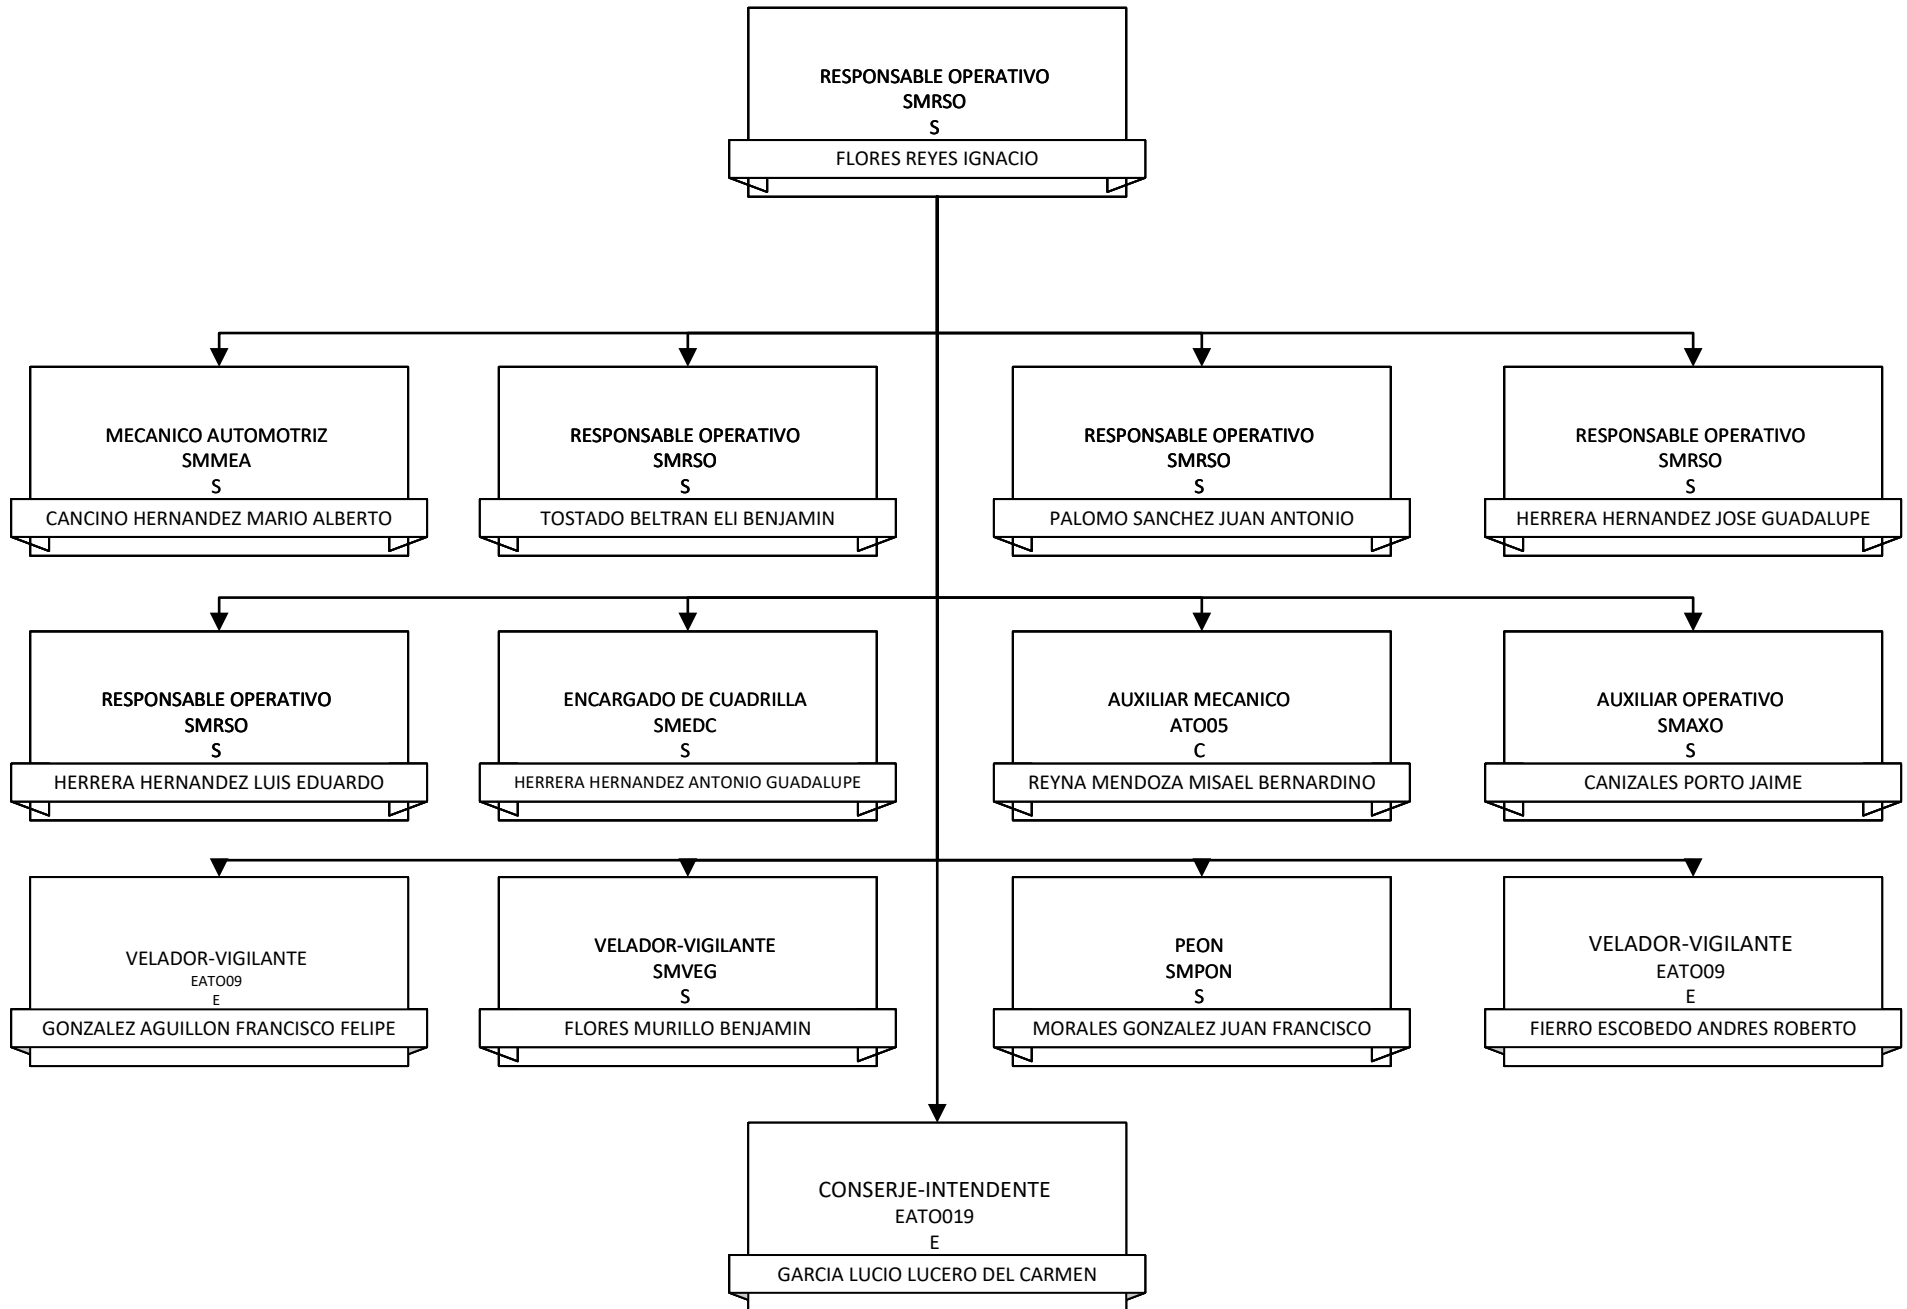 RESPONSABLE OPERATIVO
SMRSO
S
FLORES REYES IGNACIO
MECANICO AUTOMOTRIZ
SMMEA
S
CANCINO HERNANDEZ MARIO ALBERTO
RESPONSABLE OPERATIVO
SMRSO
S
TOSTADO BELTRAN ELI BENJAMIN
RESPONSABLE OPERATIVO
SMRSO
S
PALOMO SANCHEZ JUAN ANTONIO
RESPONSABLE OPERATIVO
SMRSO
S
HERRERA HERNANDEZ JOSE GUADALUPE
RESPONSABLE OPERATIVO
SMRSO
S
HERRERA HERNANDEZ LUIS EDUARDO
ENCARGADO DE CUADRILLA
SMEDC
S
HERRERA HERNANDEZ ANTONIO GUADALUPE
AUXILIAR MECANICO
ATO05
C
REYNA MENDOZA MISAEL BERNARDINO
AUXILIAR OPERATIVO
SMAXO
S
CANIZALES PORTO JAIME
VELADOR-VIGILANTE
EATO09
E
GONZALEZ AGUILLON FRANCISCO FELIPE
VELADOR-VIGILANTE
SMVEG
S
FLORES MURILLO BENJAMIN
PEON
SMPON
S
MORALES GONZALEZ JUAN FRANCISCO
VELADOR-VIGILANTE
EATO09
E
FIERRO ESCOBEDO ANDRES ROBERTO
CONSERJE-INTENDENTE
EATO019
E
GARCIA LUCIO LUCERO DEL CARMEN